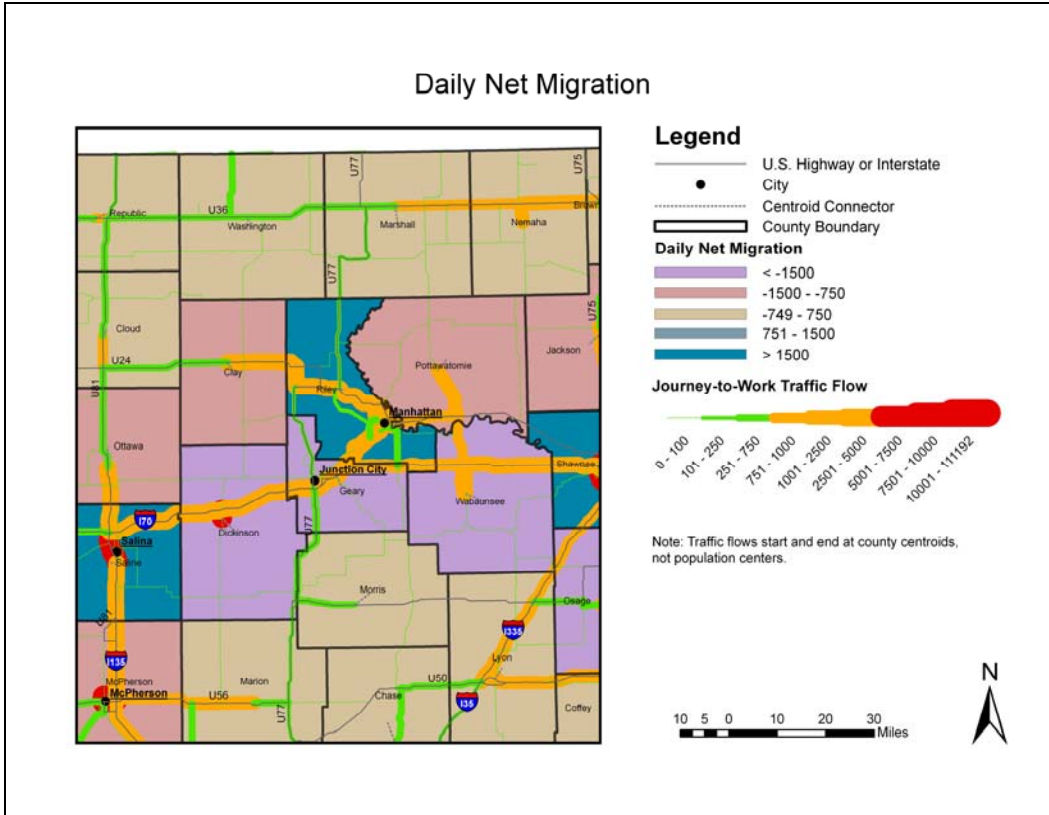 Daily Net Migration
U77
U75
Republic
U36
Washington
Marshall
Nemaha
Brown
U77
Cloud
U24
U81
Clay
Riley
Pottawatomie
Jackson
U75
Manhattan
Ottawa
Junction City
Geary
Shawnee
Wabaunsee
I70
Dickinson
U77
Salina
Saline
Morris
Osage
U81
I335
Lyon
I135
McPherson
McPherson
Marion
U56
U77
Chase
U50
I35
Coffey
Legend
U.S. Highway or Interstate
City
Centroid Connector
County Boundary
Daily Net Migration
< -1500
-1500 - -750
-749 - 750
751 - 1500
> 1500
Journey-to-Work Traffic Flow
0 - 100
101 - 250
251 - 750
751 - 1000
1001 - 2500
2501 - 5000
5001 - 7500
7501 - 10000
10001 - 111192
Note: Traffic flows start and end at county centroids,
not population centers.
N
10 5 0 10 20 30
Miles